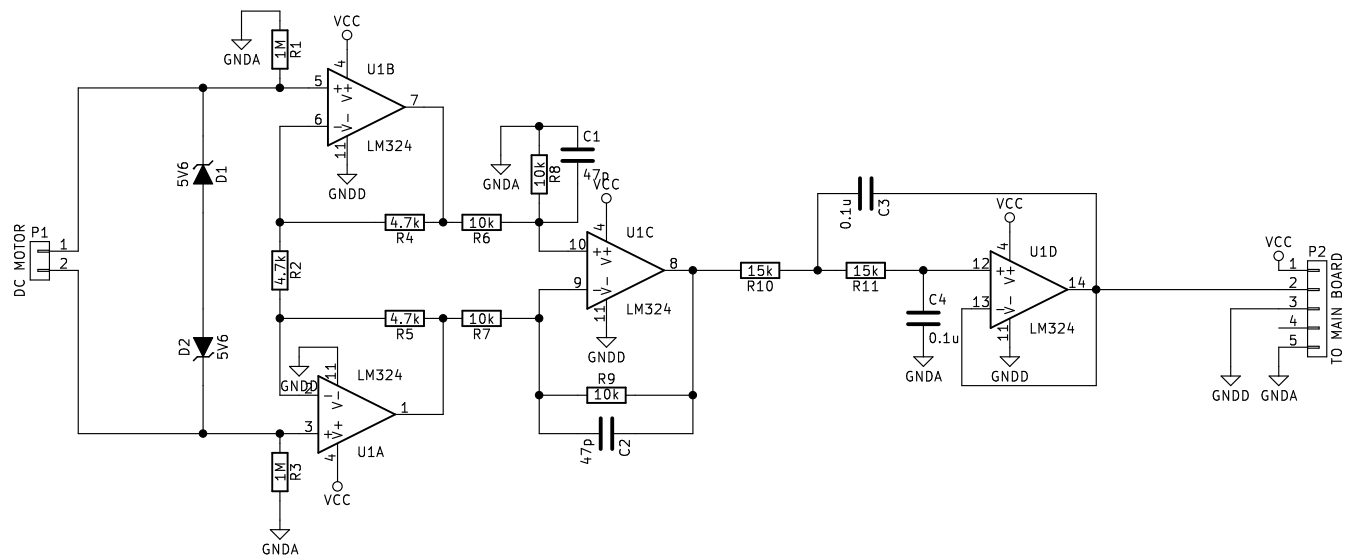 VCC
1M
R1
GNDA
4
U1B
5
++
V+
7
6
−
V-
11
LM324
GNDD
5V6
D1
C1
10k
R8
47p
GNDA
VCC
4.7k
R4
10k
R6
4
U1C
10
++
V+
8
9
−
V-
11
LM324
GNDD
P1
1
2
DC MOTOR
4.7k
R2
4.7k
R5
10k
R7
D2
5V6
GNDD
11
LM324
2
−
V-
1
3
+
V+
4
U1A
VCC
1M
R3
GNDA
R9
10k
47p
C2
15k
R10
15k
R11
0.1u
C3
VCC
4
U1D
12
++
V+
14
13
−
V-
11
LM324
GNDD
C4
0.1u
GNDA
VCC
P2
1
2
3
4
5
TO MAIN BOARD
GNDD
GNDA